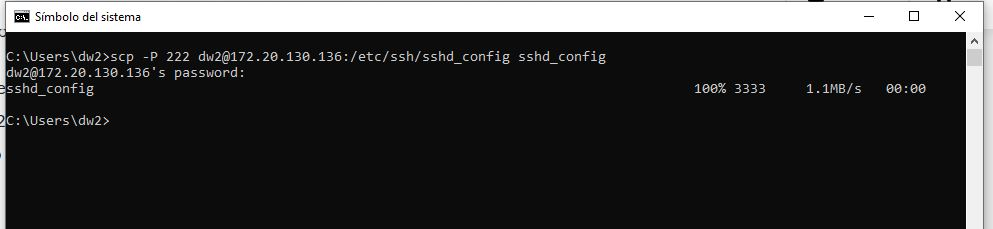 Símbolo del sistema
C:\Users\dw2>scp -P 222 dw2@172.20.130.136:/etc/ssh/sshd_config sshd_config
dw2@172.20.130.136's password:
sshd_config 100% 3333 1.1MB/s 00:00
C:\Users\dw2>